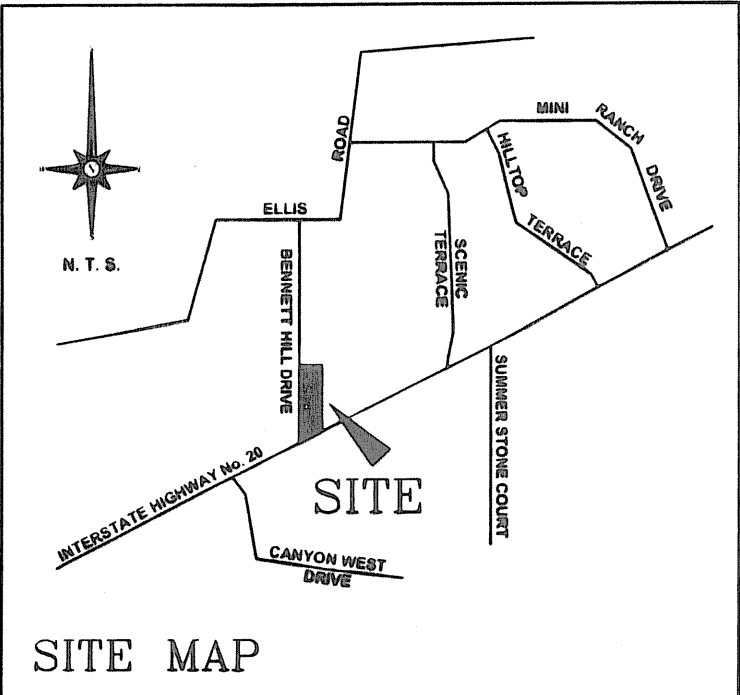 MINI
RANCH
DRIVE
ROAD
HILLTOP
TERRACE
ELLIS
N. T. S.
BENNETT HILL DRIVE
SCENIC
TERRACE
SUMMER STONE COURT
INTERSTATE HIGHWAY No. 20
SITE
CANYON WEST
DRIVE
SITE MAP